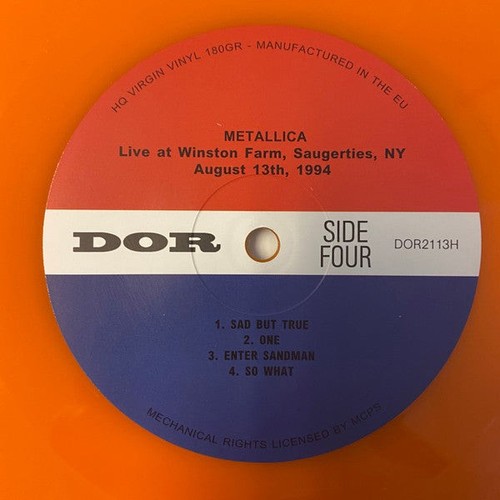 HQ VIRGIN VINYL 180GR - MANUFACTURED IN THE EU
METALLICA
Live at Winston Farm, Saugerties, NY
August 13th, 1994
DOR
SIDE
FOUR
DOR2113H
1. SAD BUT TRUE
2. ONE
3. ENTER SANDMAN
4. SO WHAT
MECHANICAL RIGHTS LICENSED BY MCPS